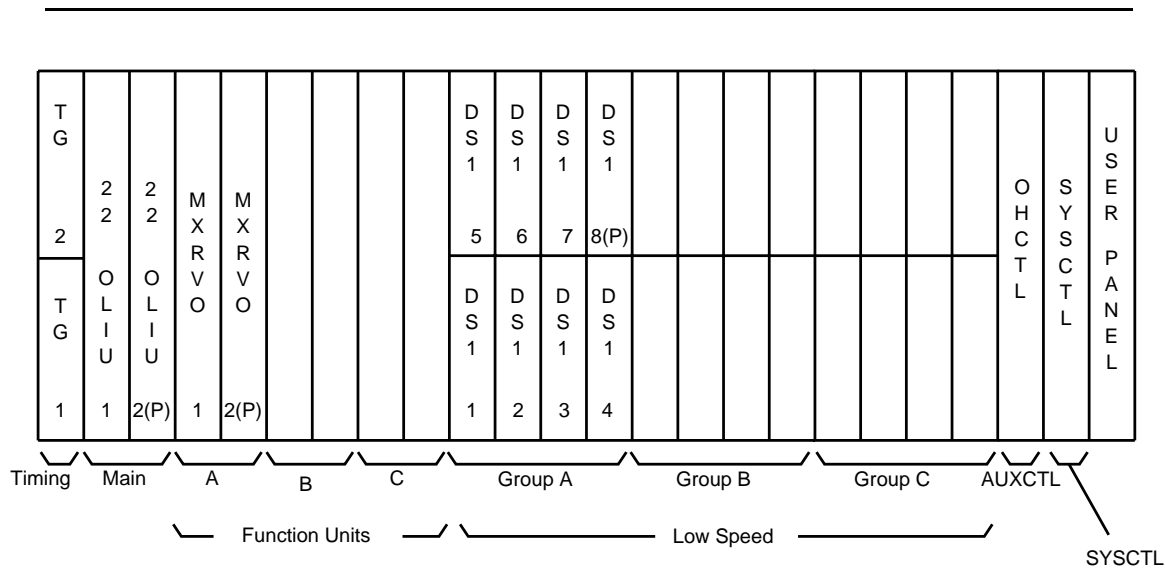 TG 2
TG 1
22 OLIU 1
22 OLIU 2(P)
MXRVO 1
MXRVO 2(P)
DS1 5
DS1 6
DS1 7
DS1 8(P)
DS1 1
DS1 2
DS1 3
DS1 4
OHCTL
SYSCTL
USER PANEL
Timing Main A B C Group A Group B Group C AUXCTL
Function Units Low Speed
SYSCTL